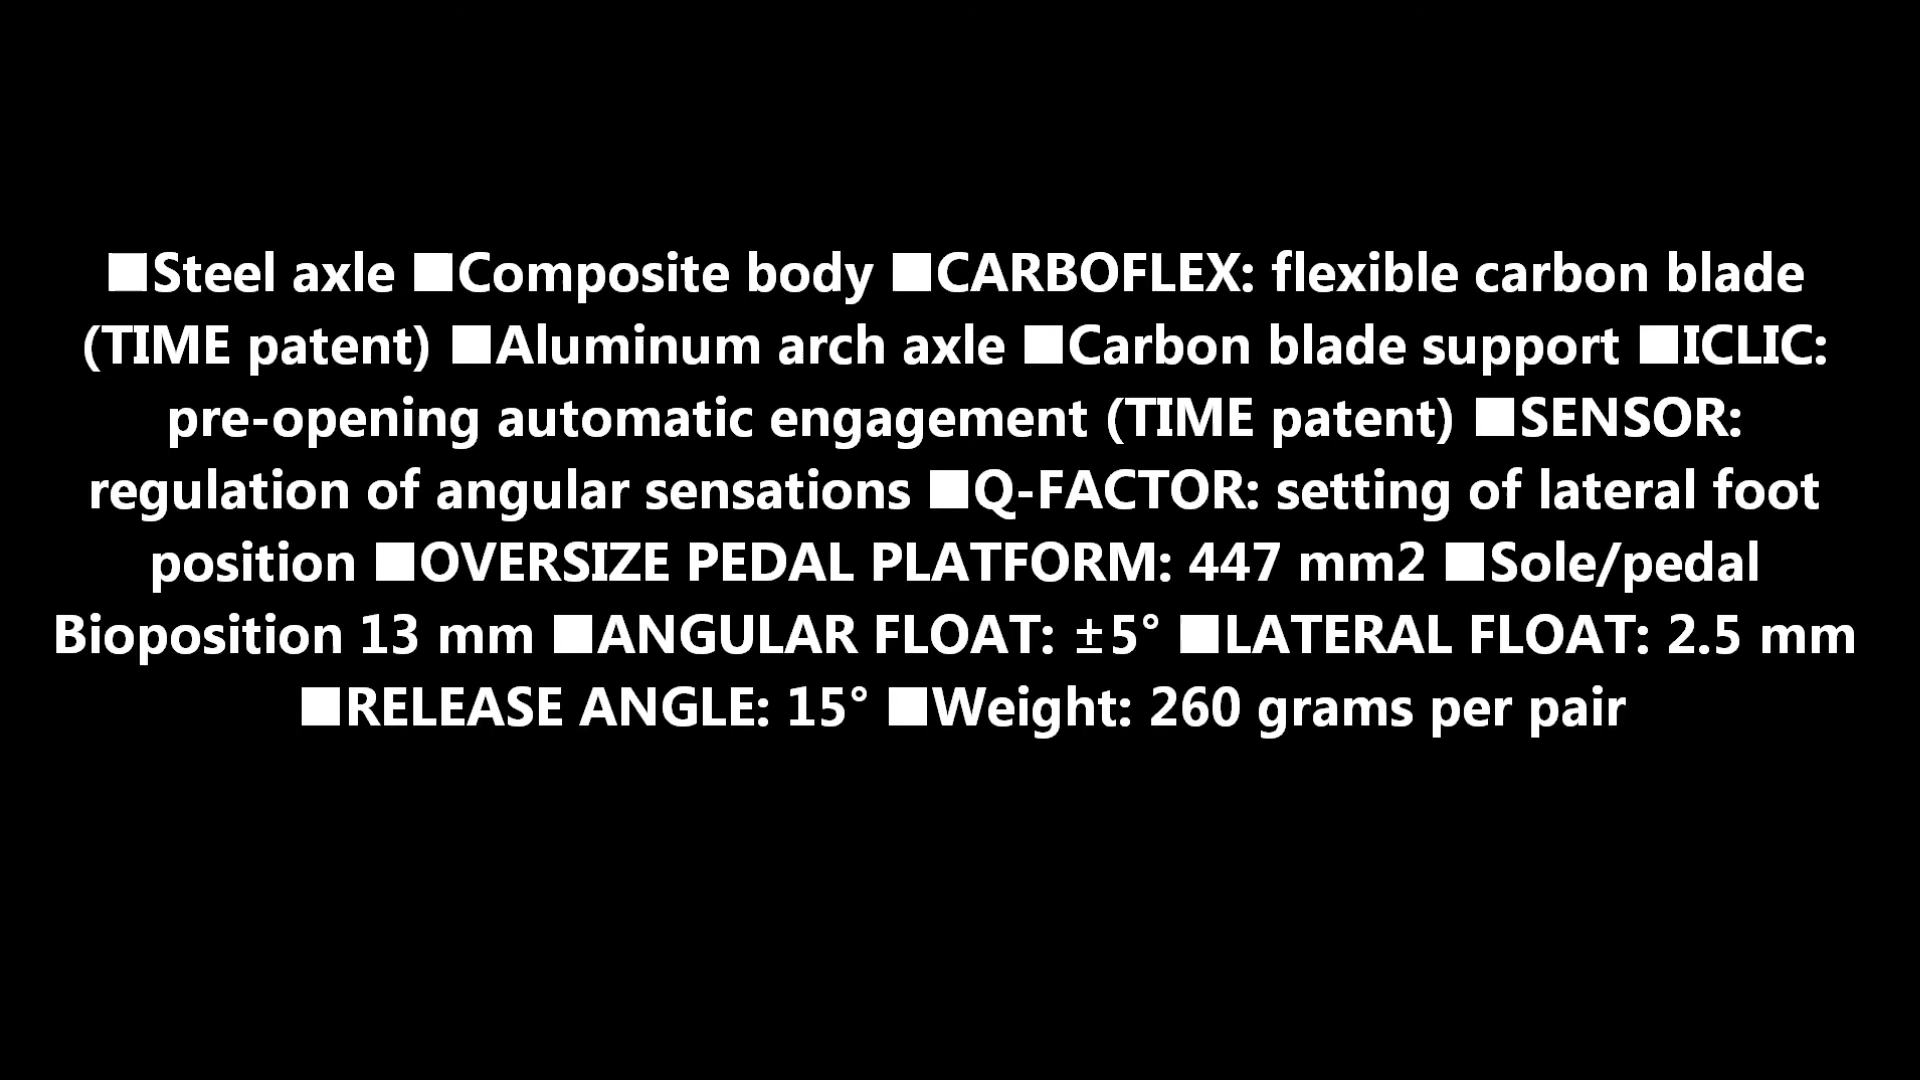 ■Steel axle ■Composite body ■CARBOFLEX: flexible carbon blade
(TIME patent) ■Aluminum arch axle ■Carbon blade support ■ICLIC:
pre-opening automatic engagement (TIME patent) ■SENSOR:
regulation of angular sensations ■Q-FACTOR: setting of lateral foot
position ■OVERSIZE PEDAL PLATFORM: 447 mm2 ■Sole/pedal
Bioposition 13 mm ■ANGULAR FLOAT: ±5° ■LATERAL FLOAT: 2.5 mm
■RELEASE ANGLE: 15° ■Weight: 260 grams per pair